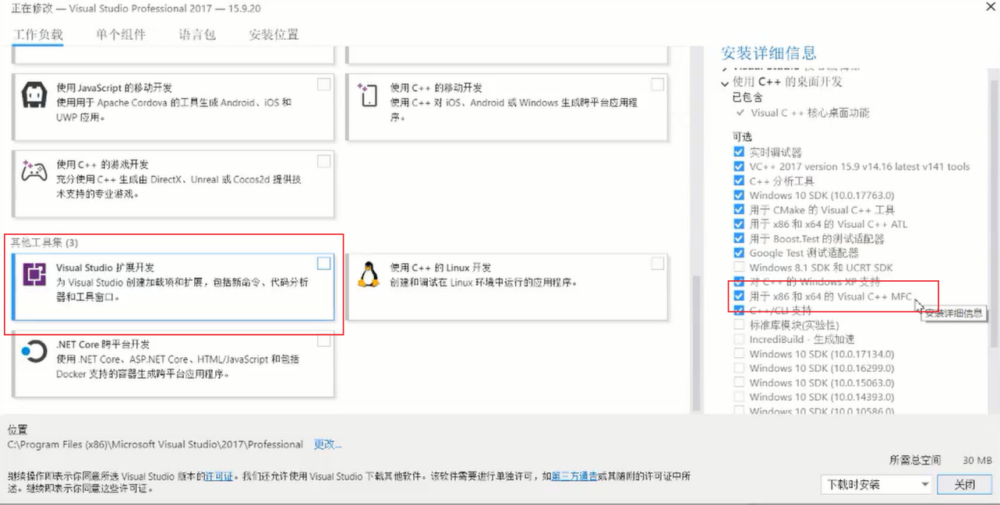 正在修改 — Visual Studio Professional 2017 — 15.9.20
工作负载 单个组件 语言包 安装位置
使用 JavaScript 的移动开发
使用用于 Apache Cordova 的工具生成 Android、iOS 和
UWP 应用。
使用 C++ 的移动开发
使用 C++ 对 iOS、Android 或 Windows 生成跨平台应用程
序。
使用 C++ 的游戏开发
充分使用 C++ 生成由 DirectX、Unreal 或 Cocos2d 提供技
术支持的专业游戏。
其他工具集 (3)
Visual Studio 扩展开发
为 Visual Studio 创建加载项和扩展，包括新命令、代码分析
器和工具窗口。
使用 C++ 的 Linux 开发
创建和调试在 Linux 环境中运行的应用程序。
.NET Core 跨平台开发
使用 .NET Core、ASP.NET Core、HTML/JavaScript 和包括
Docker 支持的容器生成跨平台应用程序。
安装详细信息
使用 C++ 的桌面开发
已包含
Visual C ++ 核心桌面功能
可选
实时调试器
VC++ 2017 version 15.9 v14.16 latest v141 tools
C++ 分析工具
Windows 10 SDK (10.0.17763.0)
用于 CMake 的 Visual C++ 工具
用于 x86 和 x64 的 Visual C++ ATL
用于 Boost.Test 的测试适配器
Google Test 测试适配器
Windows 8.1 SDK 和 UCRT SDK
对 C++ 的 Windows XP 支持
用于 x86 和 x64 的 Visual C++ MFC
安装详细信息
C++/CLI 支持
标准库模块(实验性)
IncrediBuild - 生成加速
Windows 10 SDK (10.0.17134.0)
Windows 10 SDK (10.0.16299.0)
Windows 10 SDK (10.0.15063.0)
Windows 10 SDK (10.0.14393.0)
Windows 10 SDK (10.0.10586.0)
位置
C:\Program Files (x86)\Microsoft Visual Studio\2017\Professional 更改...
所需总空间 30 MB
继续操作即表示你同意所选 Visual Studio 版本的许可证。我们还允许使用 Visual Studio 下载其他软件。该软件需要进行单独许可，如第三方通告或其随附的许可证中所
述。继续即表示你同意这些许可证。
下载时安装 关闭